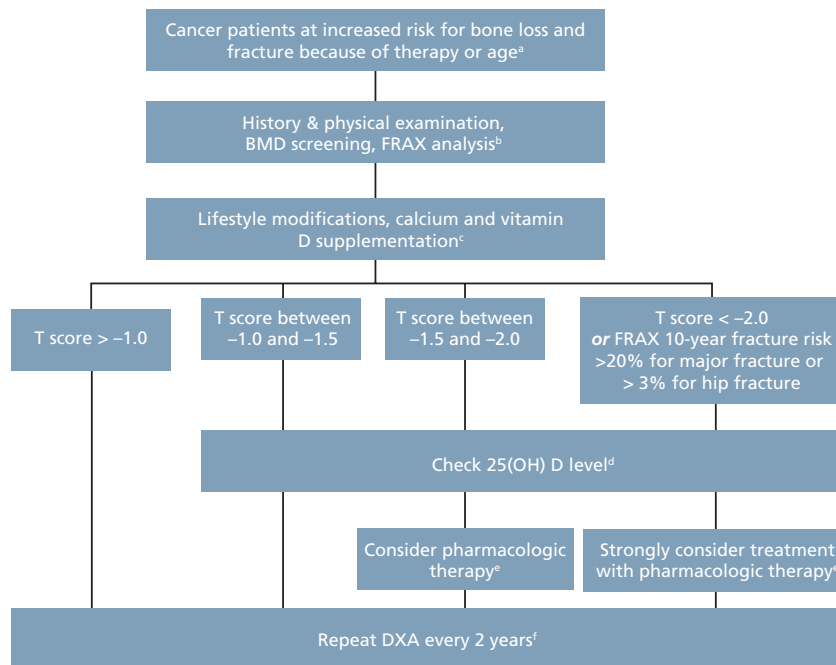 Cancer patients at increased risk for bone loss and
fracture because of therapy or ageᵃ
History & physical examination,
BMD screening, FRAX analysisᵇ
Lifestyle modifications, calcium and vitamin
D supplementationᶜ
T score > –1.0
T score between
–1.0 and –1.5
T score between
–1.5 and –2.0
T score < –2.0
or FRAX 10-year fracture risk
>20% for major fracture or
> 3% for hip fracture
Check 25(OH) D levelᵈ
Consider pharmacologic
therapyᵉ
Strongly consider treatment
with pharmacologic therapyᵉ
Repeat DXA every 2 yearsᶠ